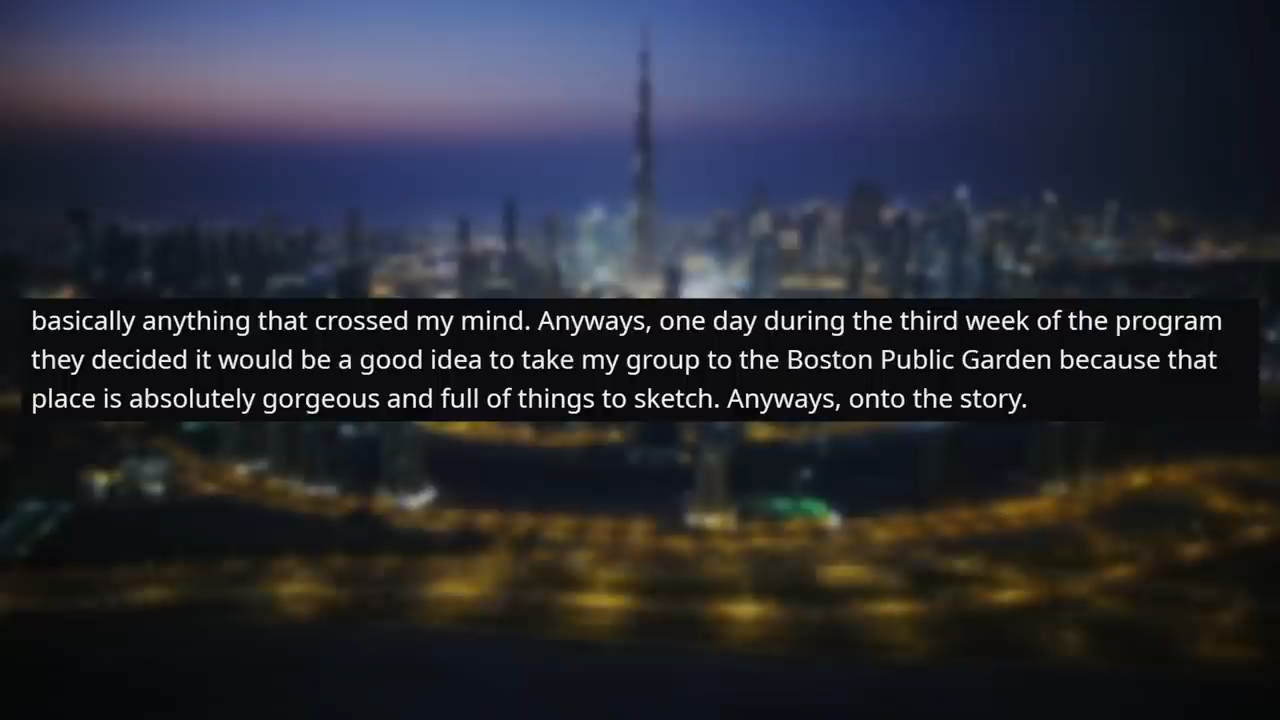 basically anything that crossed my mind. Anyways, one day during the third week of the program
they decided it would be a good idea to take my group to the Boston Public Garden because that
place is absolutely gorgeous and full of things to sketch. Anyways, onto the story.